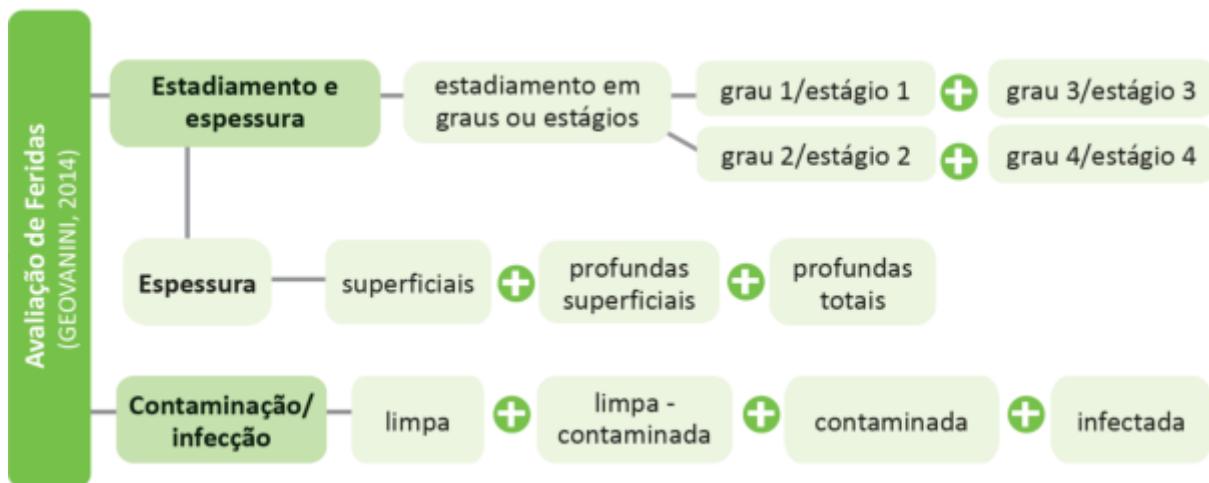 Avaliação de Feridas
(GEOVANINI, 2014)
Estadiamento e
espessura
estadiamento em
graus ou estágios
grau 1/estágio 1
grau 3/estágio 3
grau 2/estágio 2
grau 4/estágio 4
Espessura
superficiais
profundas
superficiais
profundas
totais
Contaminação/
infecção
limpa
limpa -
contaminada
contaminada
infectada